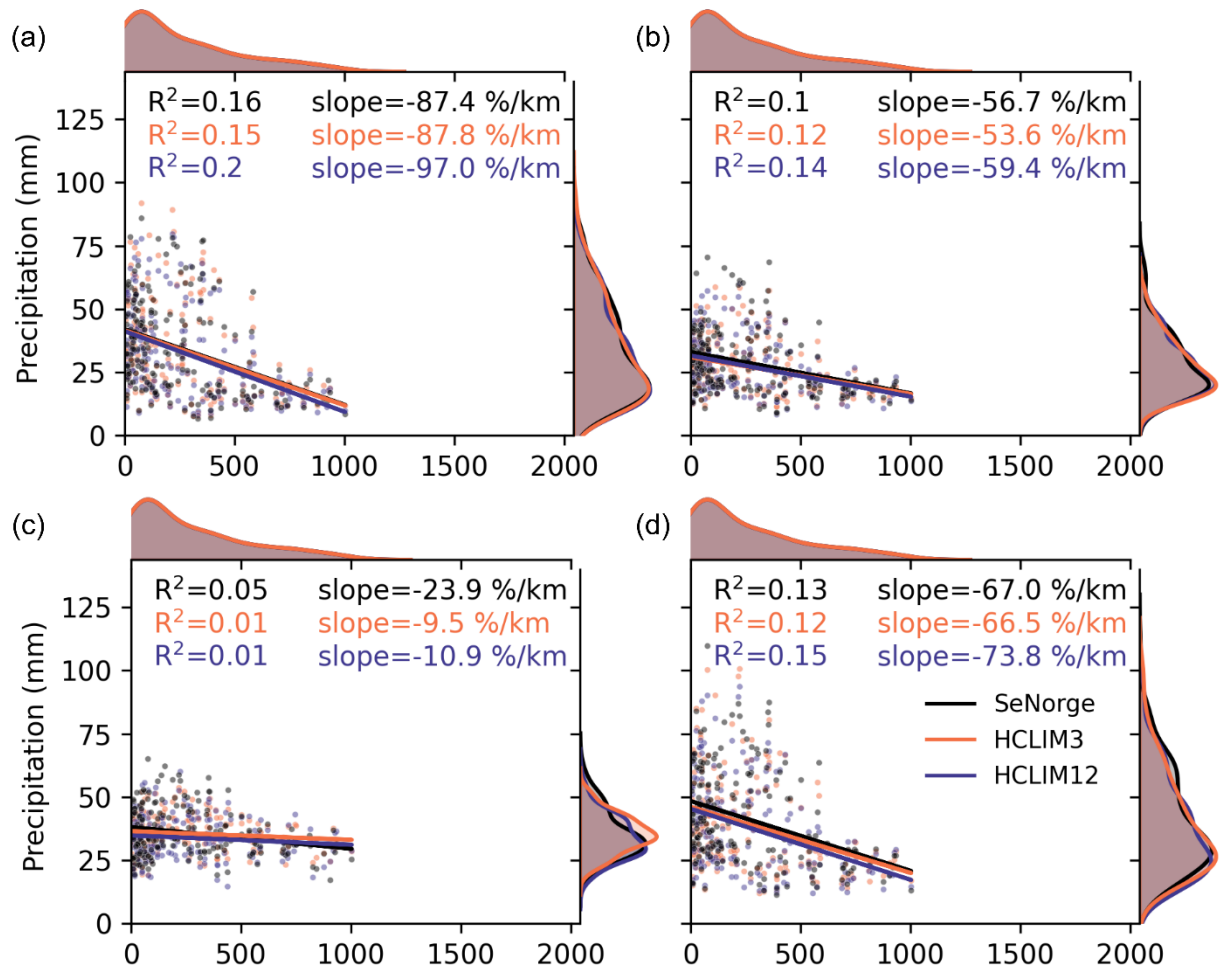 (a)
R²=0.16 slope=-87.4 %/km
R²=0.15 slope=-87.8 %/km
R²=0.2 slope=-97.0 %/km
Precipitation (mm)
125
100
75
50
25
0
0 500 1000 1500 2000
(b)
R²=0.1 slope=-56.7 %/km
R²=0.12 slope=-53.6 %/km
R²=0.14 slope=-59.4 %/km
0 500 1000 1500 2000
(c)
R²=0.05 slope=-23.9 %/km
R²=0.01 slope=-9.5 %/km
R²=0.01 slope=-10.9 %/km
Precipitation (mm)
125
100
75
50
25
0
0 500 1000 1500 2000
(d)
R²=0.13 slope=-67.0 %/km
R²=0.12 slope=-66.5 %/km
R²=0.15 slope=-73.8 %/km
SeNorge
HCLIM3
HCLIM12
0 500 1000 1500 2000